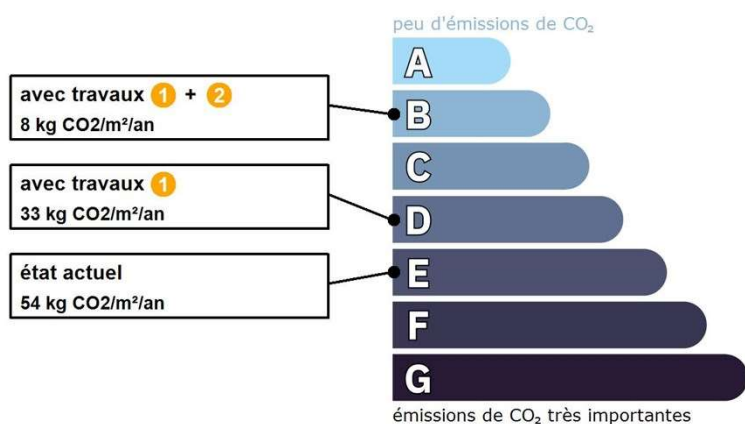 peu d'émissions de CO₂
A
avec travaux 1 + 2
8 kg CO2/m²/an
B
C
avec travaux 1
33 kg CO2/m²/an
D
état actuel
54 kg CO2/m²/an
E
F
G
émissions de CO₂ très importantes